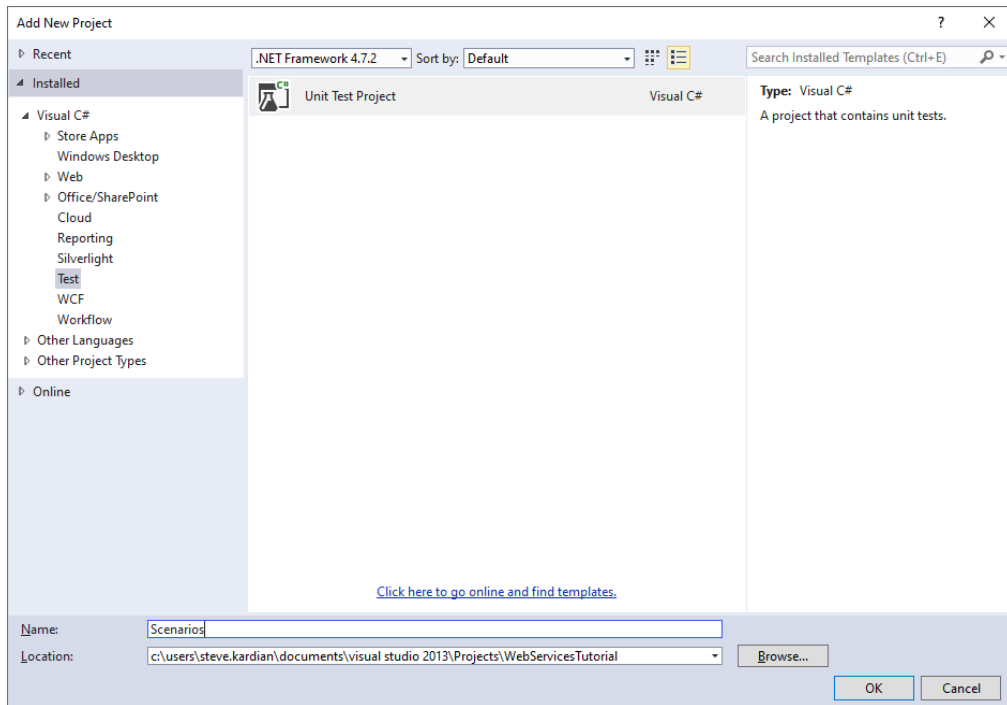 Add New Project
? ×
Recent
Installed
Visual C#
Store Apps
Windows Desktop
Web
Office/SharePoint
Cloud
Reporting
Silverlight
Test
WCF
Workflow
Other Languages
Other Project Types
Online
.NET Framework 4.7.2 Sort by: Default
C#
Unit Test Project Visual C#
Click here to go online and find templates.
Search Installed Templates (Ctrl+E)
Type: Visual C#
A project that contains unit tests.
Name: Scenarios
Location: c:\users\steve.kardian\documents\visual studio 2013\Projects\WebServicesTutorial Browse...
OK Cancel